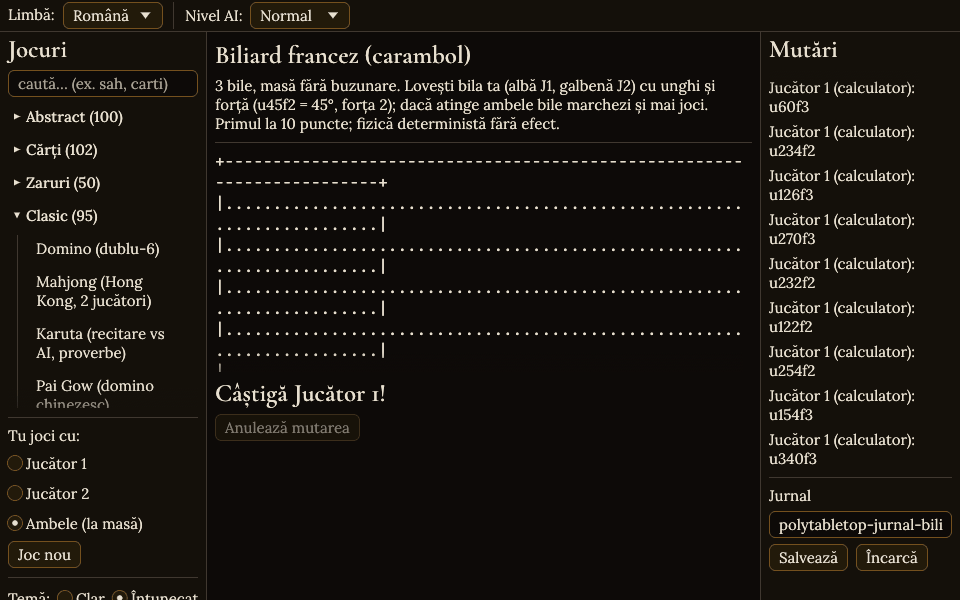 Limbă: Română ▼ Nivel AI: Normal ▼
Jocuri
caută... (ex. sah, carti)
▸ Abstract (100)
▸ Cărți (102)
▸ Zaruri (50)
▾ Clasic (95)
Domino (dublu-6)
Mahjong (Hong
Kong, 2 jucători)
Karuta (recitare vs
AI, proverbe)
Pai Gow (domino
chinezesc)
Tu joci cu:
Jucător 1
Jucător 2
Ambele (la masă)
Joc nou
Temă: Clar Întunecat
Biliard francez (carambol)
3 bile, masă fără buzunare. Lovești bila ta (albă J1, galbenă J2) cu unghi și
forță (u45f2 = 45°, forța 2); dacă atinge ambele bile marchezi și mai joci.
Primul la 10 puncte; fizică deterministă fără efect.
+------------------------------------------------------
-----------------+
|......................................................
.................|
|......................................................
.................|
|......................................................
.................|
|......................................................
.................|
Câștigă Jucător 1!
Anulează mutarea
Mutări
Jucător 1 (calculator):
u60f3
Jucător 1 (calculator):
u234f2
Jucător 1 (calculator):
u126f3
Jucător 1 (calculator):
u270f3
Jucător 1 (calculator):
u232f2
Jucător 1 (calculator):
u122f2
Jucător 1 (calculator):
u254f2
Jucător 1 (calculator):
u154f3
Jucător 1 (calculator):
u340f3
Jurnal
polytabletop-jurnal-bili
Salvează Încarcă